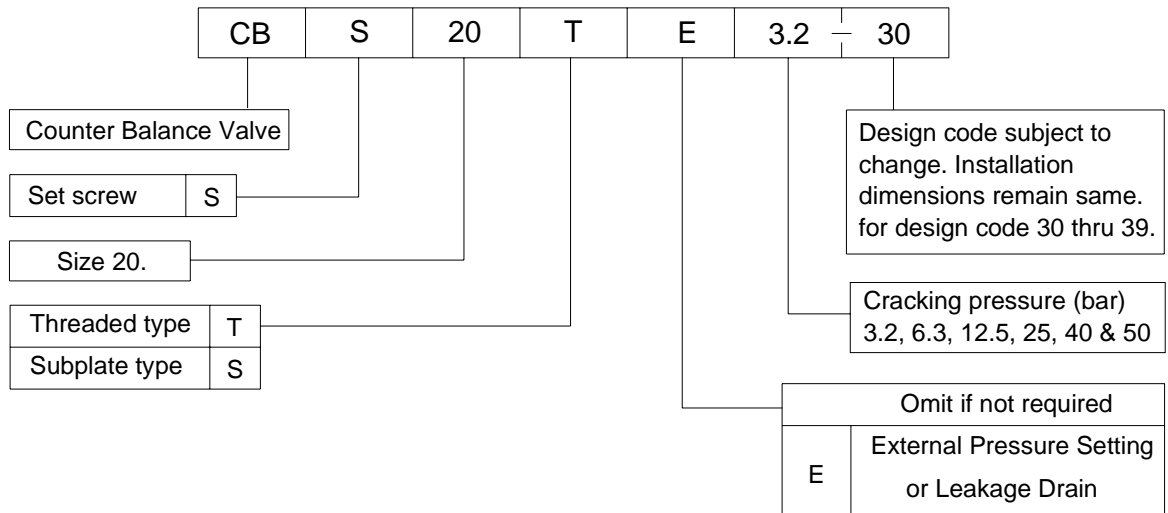 CB S 20 T E 3.2 – 30
Counter Balance Valve
Set screw S
Size 20.
Threaded type T
Subplate type S
Design code subject to
change. Installation
dimensions remain same.
for design code 30 thru 39.
Cracking pressure (bar)
3.2, 6.3, 12.5, 25, 40 & 50
Omit if not required
E External Pressure Setting
or Leakage Drain